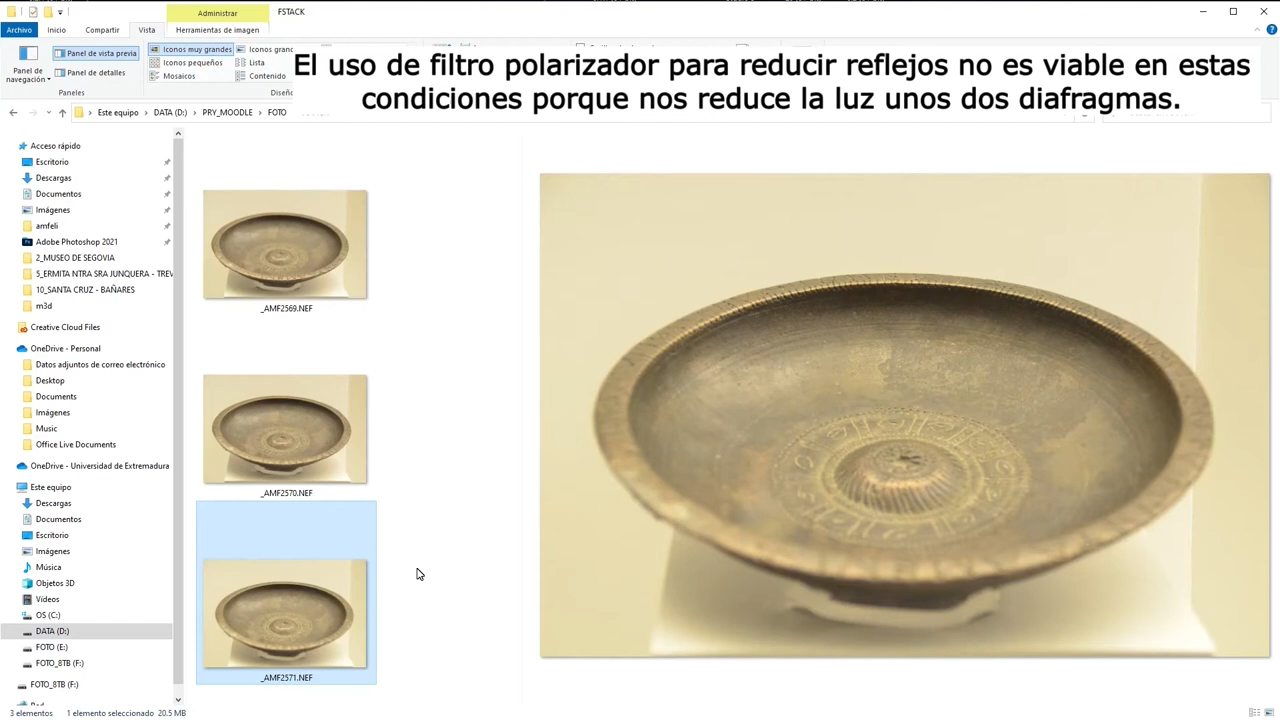 Administrar
FSTACK
Archivo
Inicio
Compartir
Vista
Herramientas de imagen
Panel de navegación
Panel de vista previa
Panel de detalles
Paneles
Iconos muy grandes
Iconos pequeños
Mosaicos
Iconos granc
Lista
Contenido
Diseño
El uso de filtro polarizador para reducir reflejos no es viable en estas
condiciones porque nos reduce la luz unos dos diafragmas.
Este equipo > DATA (D:) > PRY_MOODLE > FOTO
Acceso rápido
Escritorio
Descargas
Documentos
Imágenes
amfeli
Adobe Photoshop 2021
2_MUSEO DE SEGOVIA
5_ERMITA NTRA SRA JUNQUERA - TREV
10_SANTA CRUZ - BAÑARES
m3d
Creative Cloud Files
OneDrive - Personal
Datos adjuntos de correo electrónico
Desktop
Documents
Imágenes
Music
Office Live Documents
OneDrive - Universidad de Extremadura
Este equipo
Descargas
Documentos
Escritorio
Imágenes
Música
Objetos 3D
Vídeos
OS (C:)
DATA (D:)
FOTO (E:)
FOTO_8TB (F:)
FOTO_8TB (F:)
_AMF2569.NEF
_AMF2570.NEF
_AMF2571.NEF
3 elementos
1 elemento seleccionado 20.5 MB